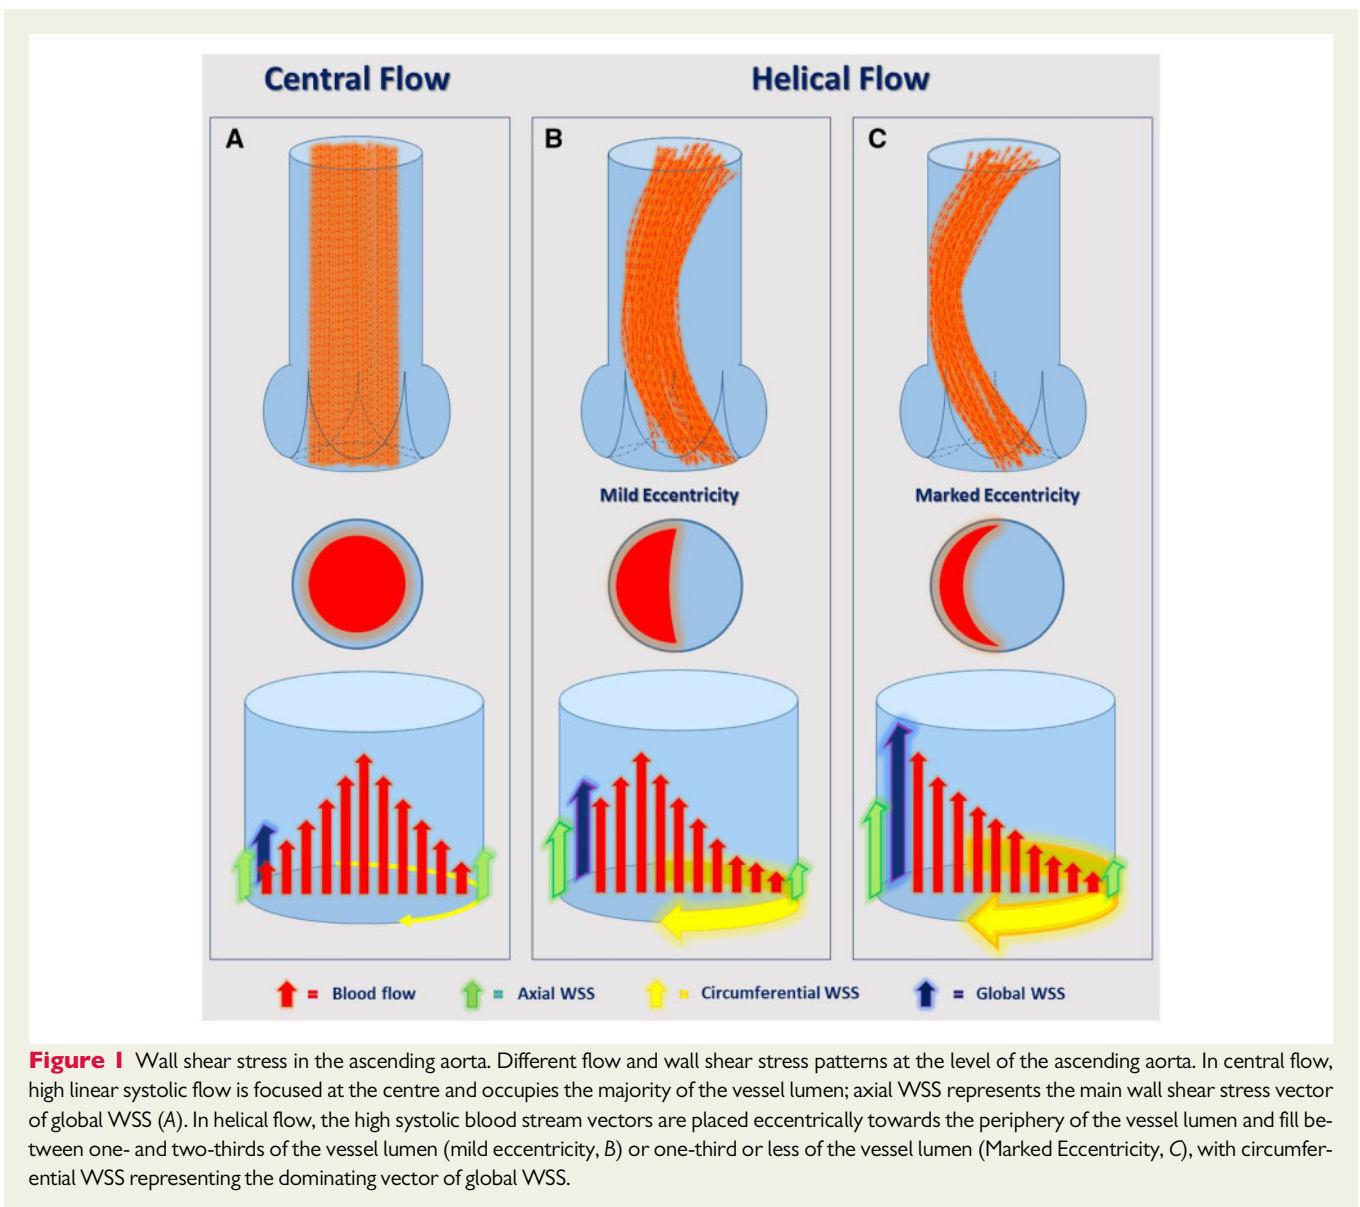 Central Flow
Helical Flow
A
B
C
Mild Eccentricity
Marked Eccentricity
= Blood flow
= Axial WSS
= Circumferential WSS
= Global WSS
Figure 1 Wall shear stress in the ascending aorta. Different flow and wall shear stress patterns at the level of the ascending aorta. In central flow,
high linear systolic flow is focused at the centre and occupies the majority of the vessel lumen; axial WSS represents the main wall shear stress vector
of global WSS (A). In helical flow, the high systolic blood stream vectors are placed eccentrically towards the periphery of the vessel lumen and fill be-
tween one- and two-thirds of the vessel lumen (mild eccentricity, B) or one-third or less of the vessel lumen (Marked Eccentricity, C), with circumfer-
ential WSS representing the dominating vector of global WSS.